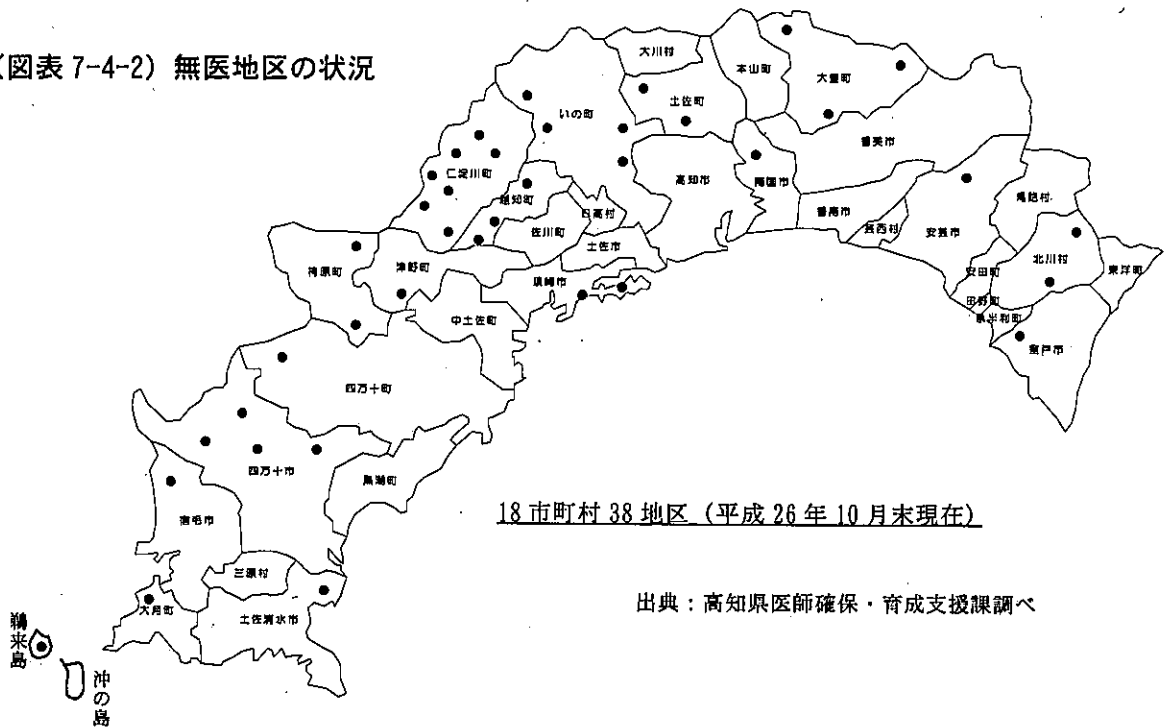 （図表 7-4-2）無医地区の状況
大川村
本山町
大豊町
土佐町
いの町
香美市
仁淀川町
高知市
南国市
越知町
馬路村
日高村
香南市
芸西村
安芸市
佐川町
土佐市
北川村
梼原町
津野町
安田町
東洋町
須崎市
田野町
中土佐町
奈半利町
室戸市
四万十町
四万十市
黒潮町
宿毛市
18 市町村 38 地区（平成 26 年 10 月末現在）
三原村
出典：高知県医師確保・育成支援課調べ
大月町
土佐清水市
鵜来島
沖の島